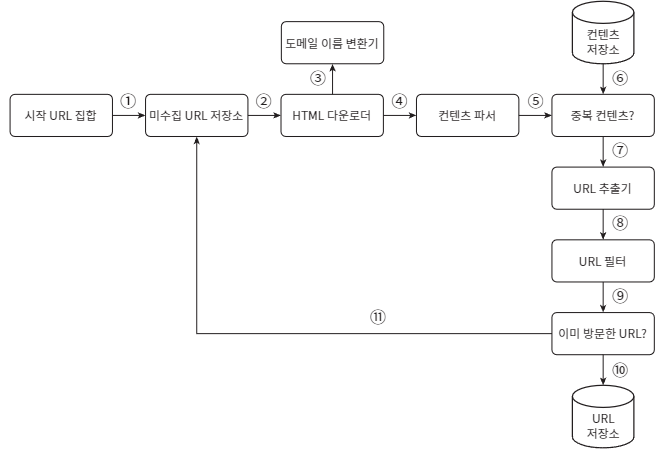 도메일 이름 변환기
컨텐츠
저장소
③
⑥
①
②
④
⑤
시작 URL 집합
미수집 URL 저장소
HTML 다운로더
컨텐츠 파서
중복 컨텐츠?
⑦
URL 추출기
⑧
URL 필터
⑨
⑪
이미 방문한 URL?
⑩
URL
저장소